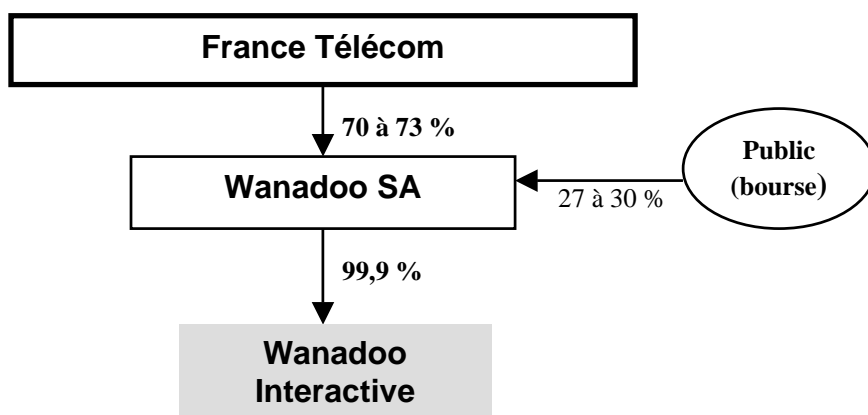 France Télécom
70 à 73 %
Public
(bourse)
Wanadoo SA
27 à 30 %
99,9 %
Wanadoo
Interactive